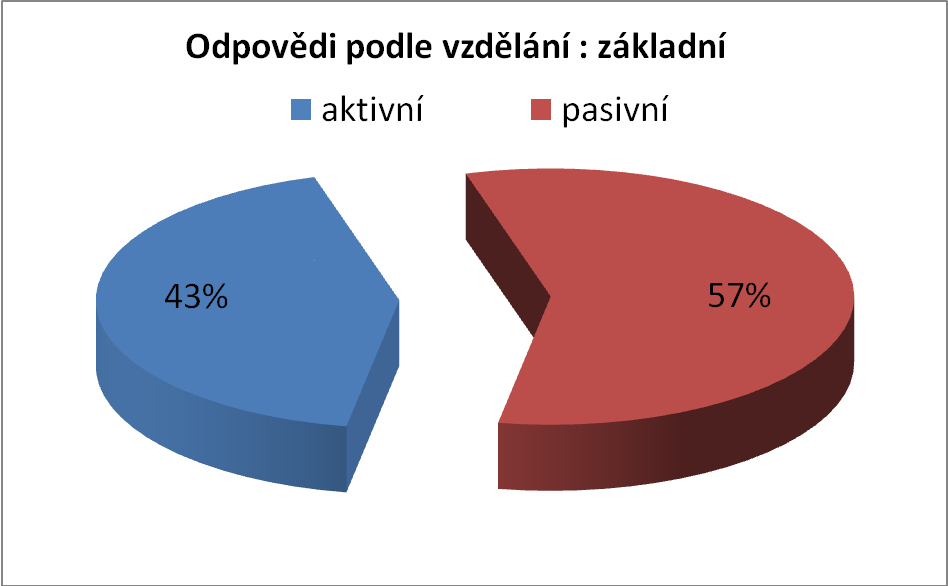 Odpovědi podle vzdělání : základní
aktivní pasivní
43% 57%